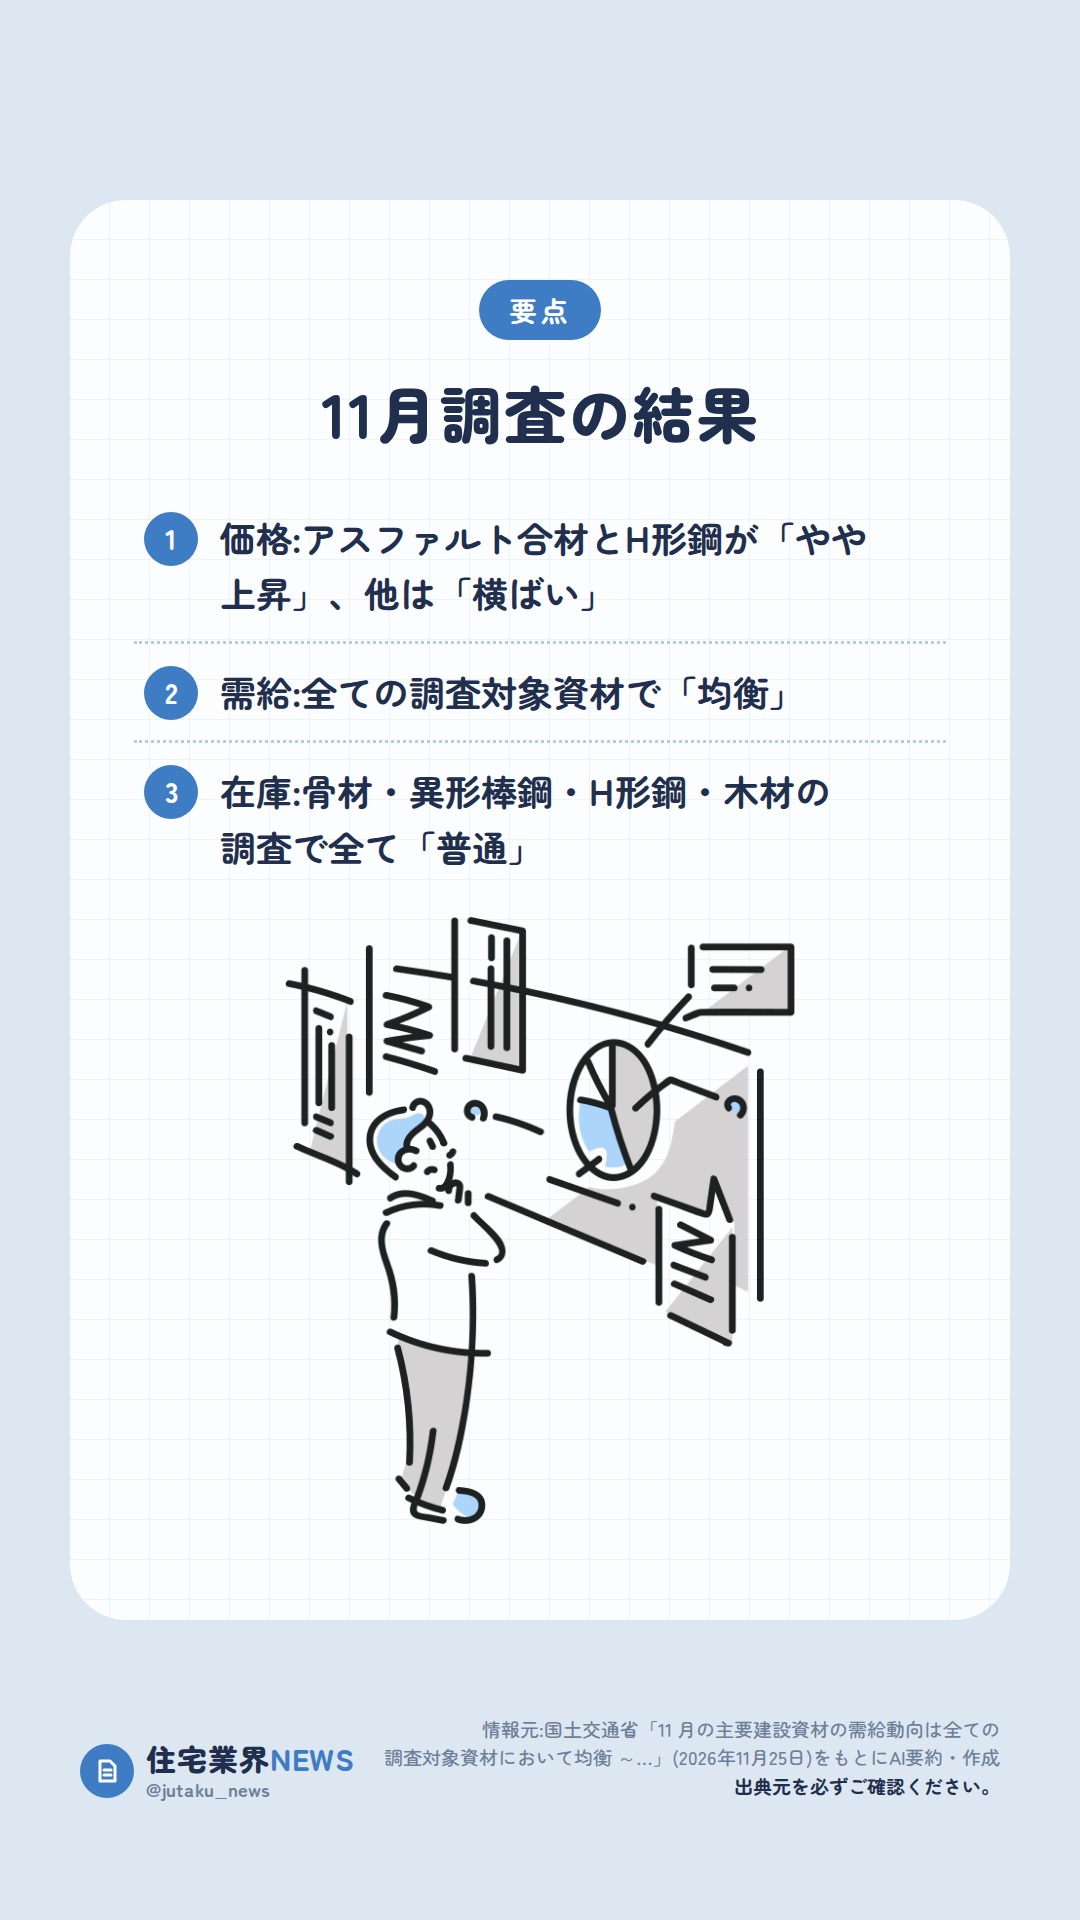 要点
11月調査の結果
1 価格:アスファルト合材とH形鋼が「やや
上昇」、他は「横ばい」
2 需給:全ての調査対象資材で「均衡」
3 在庫:骨材・異形棒鋼・H形鋼・木材の
調査で全て「普通」
住宅業界NEWS
@jutaku_news
情報元:国土交通省「11 月の主要建設資材の需給動向は全ての
調査対象資材において均衡 ～...」(2026年11月25日)をもとにAI要約・作成
出典元を必ずご確認ください。